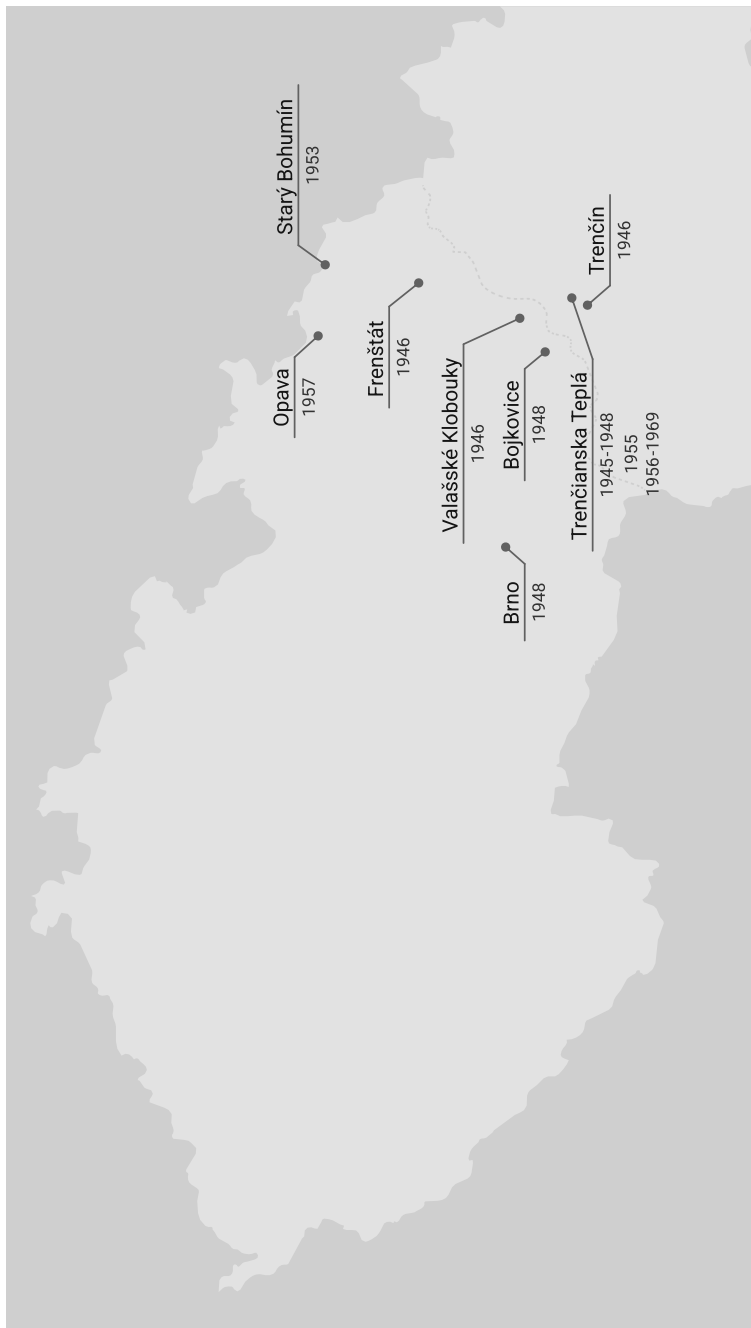 Starý Bohumín
1953
Opava
1957
Frenštát
1946
Valašské Klobouky
1946
Bojkovice
1948
Brno
1948
Trenčianska Teplá
1945-1948
1955
1956-1969
Trenčín
1946